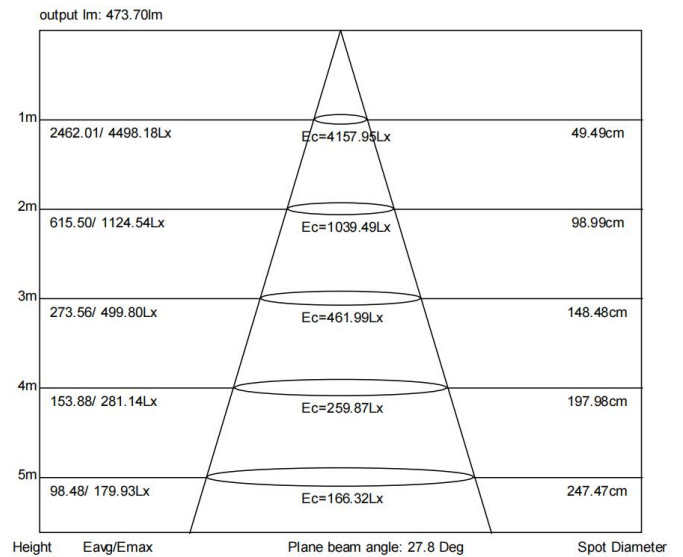 output lm: 473.70lm
1m
2462.01/ 4498.18Lx
Ec=4157.95Lx
49.49cm
2m
615.50/ 1124.54Lx
Ec=1039.49Lx
98.99cm
3m
273.56/ 499.80Lx
Ec=461.99Lx
148.48cm
4m
153.88/ 281.14Lx
Ec=259.87Lx
197.98cm
5m
98.48/ 179.93Lx
Ec=166.32Lx
247.47cm
Height Eavg/Emax Plane beam angle: 27.8 Deg Spot Diameter